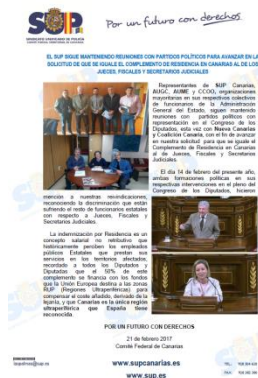 SUP
SINDICATO UNIFICADO DE POLICÍA
Por un futuro con derechos
EL SUP SIGUE MANTENIENDO REUNIONES CON PARTIDOS POLÍTICOS PARA AVANZAR EN LA
SOLICITUD DE QUE SE IGUALE EL COMPLEMENTO DE RESIDENCIA EN CANARIAS AL DE LOS
JUECES, FISCALES Y SECRETARIOS JUDICIALES
Representantes de SUP Canarias,
AUGC, AUME y CCOO, organizaciones
mayoritarias en sus respectivos colectivos
de funcionarios de la Administración
General del Estado, siguen manteniendo
reuniones con partidos políticos con
representación en el Congreso de los
Diputados, esta vez con Nueva Canarias
y Coalición Canaria, con el fin de avanzar
en nuestra solicitud para que se iguale el
Complemento de Residencia en Canarias
al de Jueces, Fiscales y Secretarios
Judiciales.
El día 14 de febrero del presente año,
ambas formaciones políticas en sus
respectivas intervenciones en el pleno del
Congreso de los Diputados, hicieron
mención a nuestras reivindicaciones,
reconociendo la discriminación que están
sufriendo el resto de funcionarios estatales
con respecto a Jueces, Fiscales y
Secretarios Judiciales.
La indemnización por Residencia es un
concepto salarial no retributivo que
históricamente perciben los empleados
públicos Estatales que prestan sus
servicios en los territorios afectados,
recordado a todos los Diputados y
Diputadas que el 50% de este
complemento se financia con los fondos
que la Unión Europea destina a las zonas
RUP (Regiones Ultraperiféricas) para
compensar al coste añadido, derivado de la
lejanía, y que Canarias es la única región
ultraperiférica que España tiene
reconocida.
POR UN FUTURO CON DERECHOS
21 de febrero 2017
Comité Federal de Canarias
www.supcanarias.es
www.sup.es